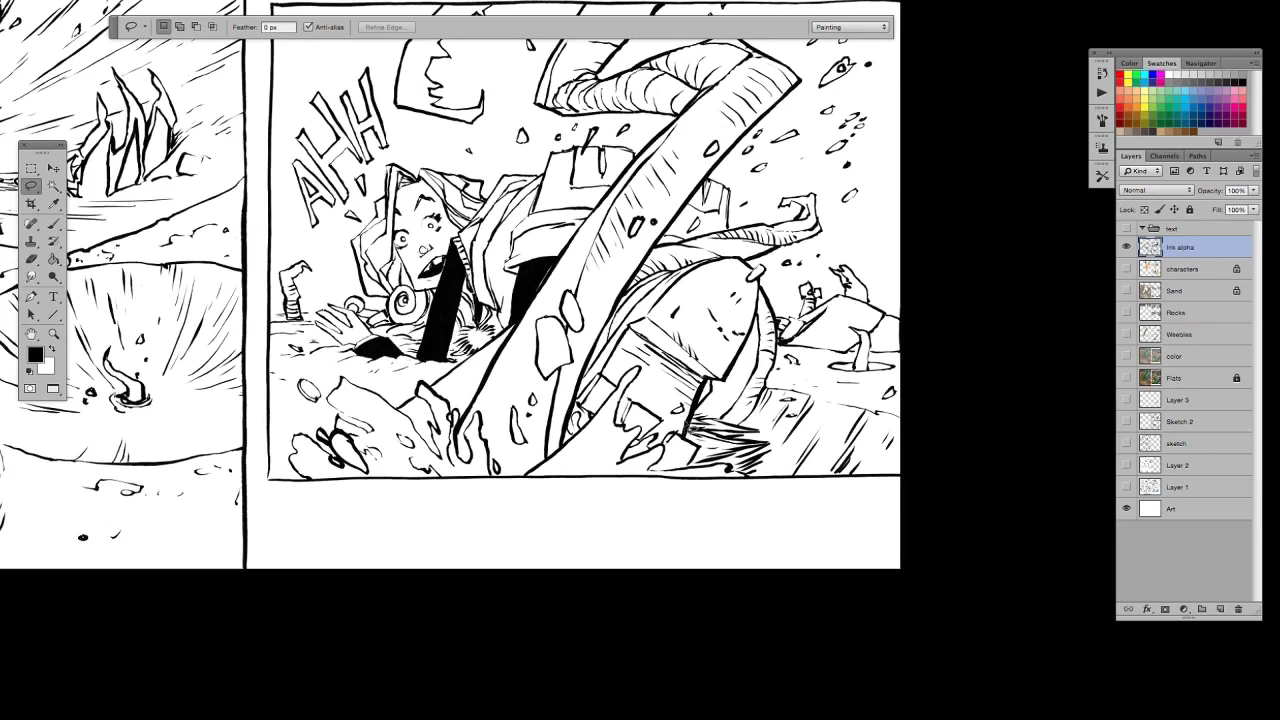 Feather: 0 px
Anti-alias
Refine Edge...
Painting
AHHH
Color
Swatches
Navigator
Layers
Channels
Paths
Kind
Normal
Opacity: 100%
Lock:
Fill: 100%
text
Ink alpha
characters
Sand
Rocks
Weebles
color
Flats
Layer 3
Sketch 2
sketch
Layer 2
Layer 1
Art